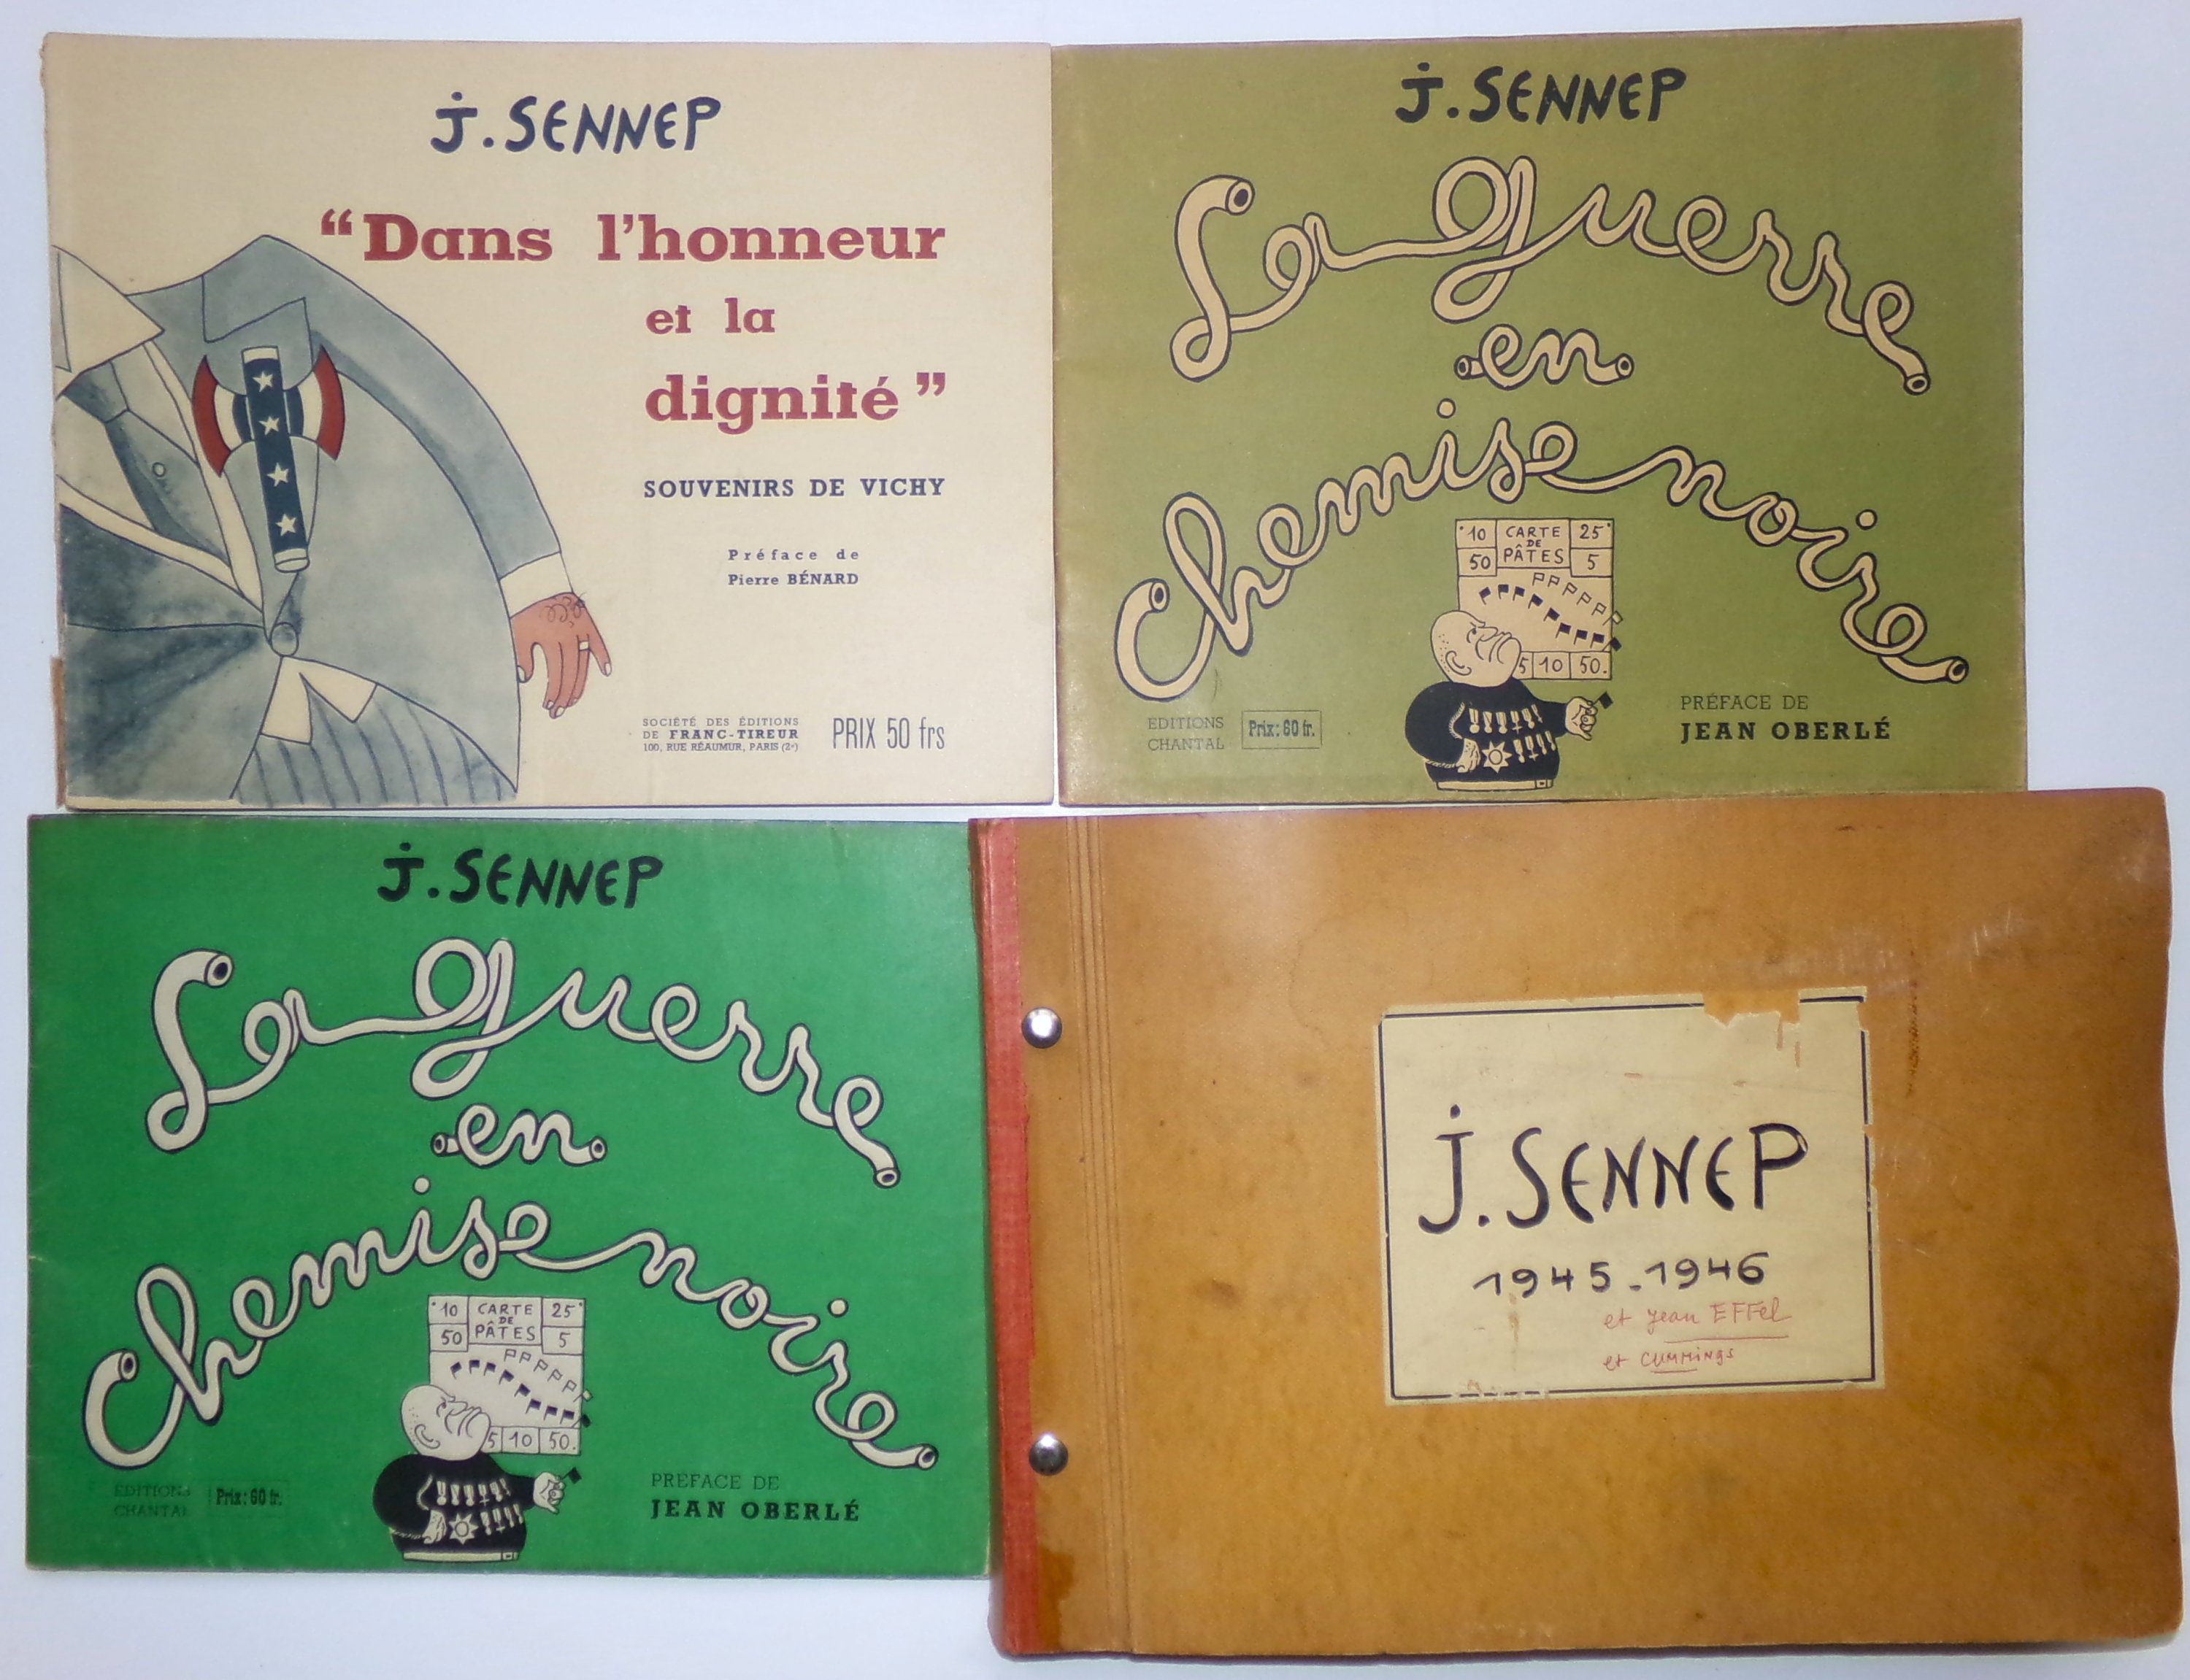 J. SENNEP
“Dans l'honneur
et la
dignité”
SOUVENIRS DE VICHY
Préface de
Pierre BÉNARD
SOCIÉTÉ DES ÉDITIONS
DE FRANC-TIREUR
100, RUE RÉAUMUR, PARIS (2e)
PRIX 50 frs
J. SENNEP
La guerre
en
chemise noire
10 CARTE 25
DE
50 PÂTES 5
5 10 50.
EDITIONS
CHANTAL
Prix : 60 fr.
PRÉFACE DE
JEAN OBERLÉ
J. SENNEP
La guerre
en
chemise noire
10 CARTE 25
DE
50 PÂTES 5
5 10 50.
EDITIONS
CHANTAL
Prix : 60 fr.
PRÉFACE DE
JEAN OBERLÉ
J. SENNEP
1945-1946
et Jean EFFel
et CUMMINGS